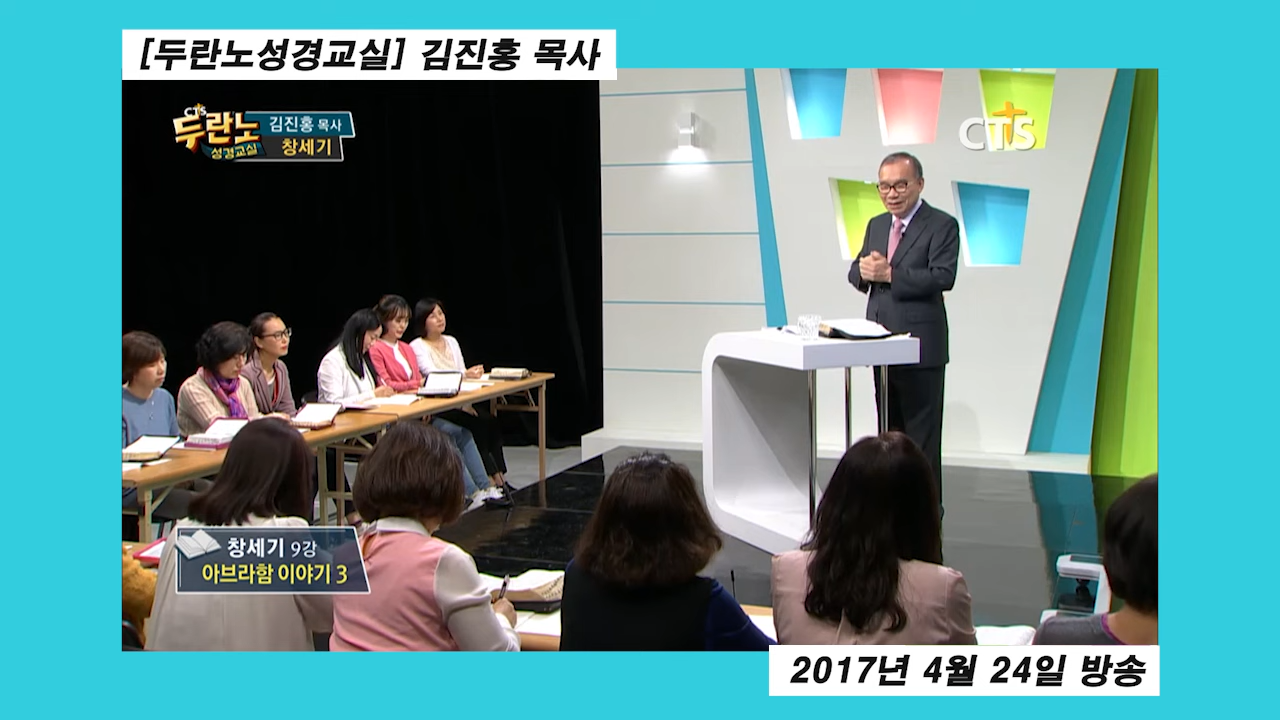 [두란노성경교실] 김진홍 목사
CTS
두란노
성경교실
김진홍 목사
창세기
CTS
창세기 9강
아브라함 이야기 3
2017년 4월 24일 방송